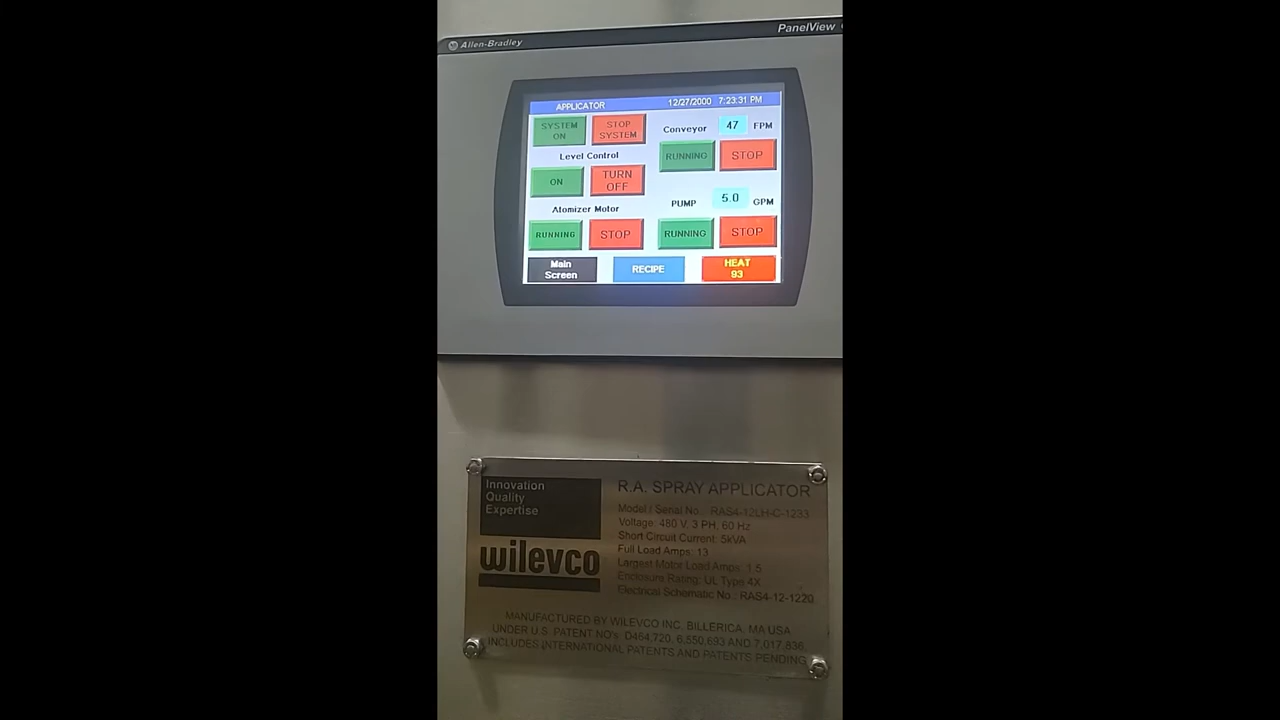 Allen-Bradley
PanelView
APPLICATOR 12/27/2000 7:23:31 PM
SYSTEM ON
STOP SYSTEM
Conveyor 47 FPM
RUNNING STOP
Level Control
ON
TURN OFF
PUMP 5.0 GPM
Atomizer Motor
RUNNING STOP
RUNNING STOP
Main Screen
RECIPE
HEAT 93
Innovation
Quality
Expertise
wilevco
R.A. SPRAY APPLICATOR
Model / Serial No.: RAS4-12LH-C-1233
Voltage: 480 V, 3 PH, 60 Hz
Short Circuit Current: 5kVA
Full Load Amps: 13
Largest Motor Load Amps: 1.5
Enclosure Rating: UL Type 4X
Electrical Schematic No.: RAS4-12-1220
MANUFACTURED BY WILEVCO INC. BILLERICA, MA USA
UNDER U.S. PATENT NO's. D464,720, 6,550,693 AND 7,017,836
INCLUDES INTERNATIONAL PATENTS AND PATENTS PENDING